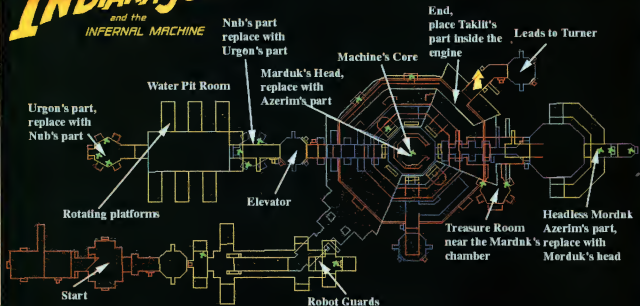 INDIANA JO
and the
INFERNAL MACHINE
Nub's part
replace with
Urgon's part
End,
place Taklit's
part inside the
engine
Leads to Turner
Machine's Core
Marduk's Head,
replace with
Azerim's part
Water Pit Room
Urgon's part,
replace with
Nub's part
Rotating platforms
Elevator
Treasure Room
near the Marduk's
chamber
Headless Morduk
Azerim's part,
replace with
Morduk's head
Start
Robot Guards